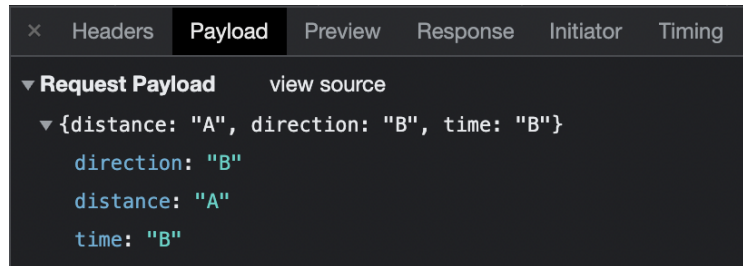 × Headers Payload Preview Response Initiator Timing
▼ Request Payload view source
▼ {distance: "A", direction: "B", time: "B"}
direction: "B"
distance: "A"
time: "B"